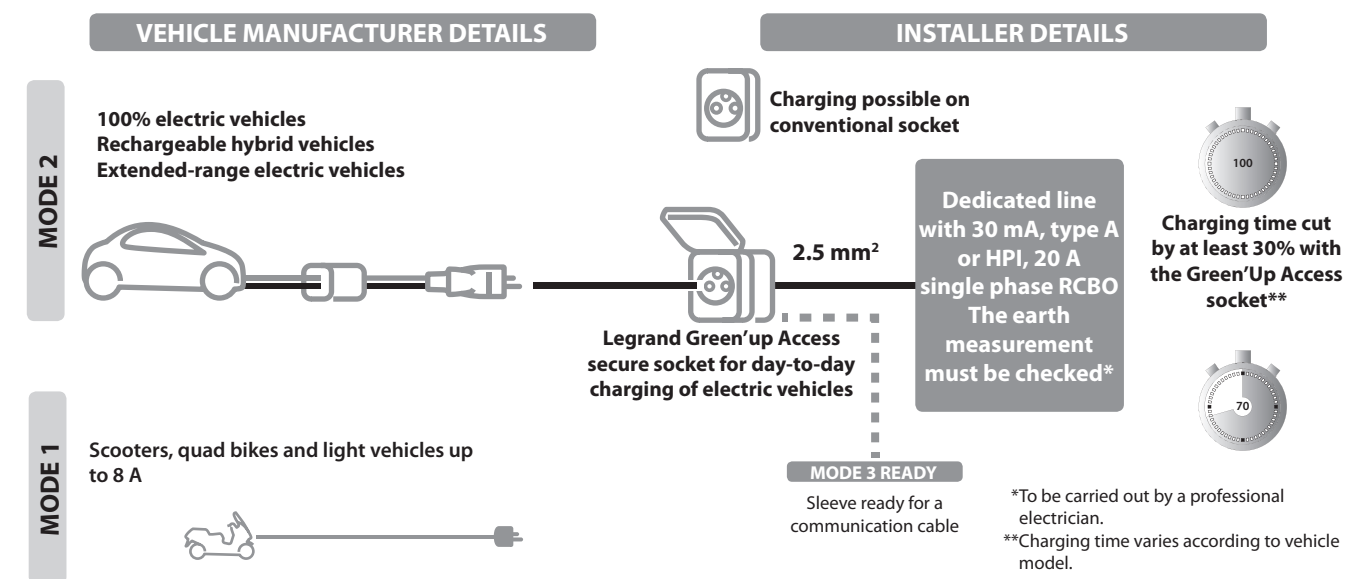 VEHICLE MANUFACTURER DETAILS
INSTALLER DETAILS
MODE 2
100% electric vehicles
Rechargeable hybrid vehicles
Extended-range electric vehicles
Charging possible on
conventional socket
2.5 mm²
Legrand Green’up Access
secure socket for day-to-day
charging of electric vehicles
Dedicated line
with 30 mA, type A
or HPI, 20 A
single phase RCBO
The earth
measurement
must be checked*
100
Charging time cut
by at least 30% with
the Green’Up Access
socket**
70
MODE 1
Scooters, quad bikes and light vehicles up
to 8 A
MODE 3 READY
Sleeve ready for a
communication cable
*To be carried out by a professional
electrician.
**Charging time varies according to vehicle
model.